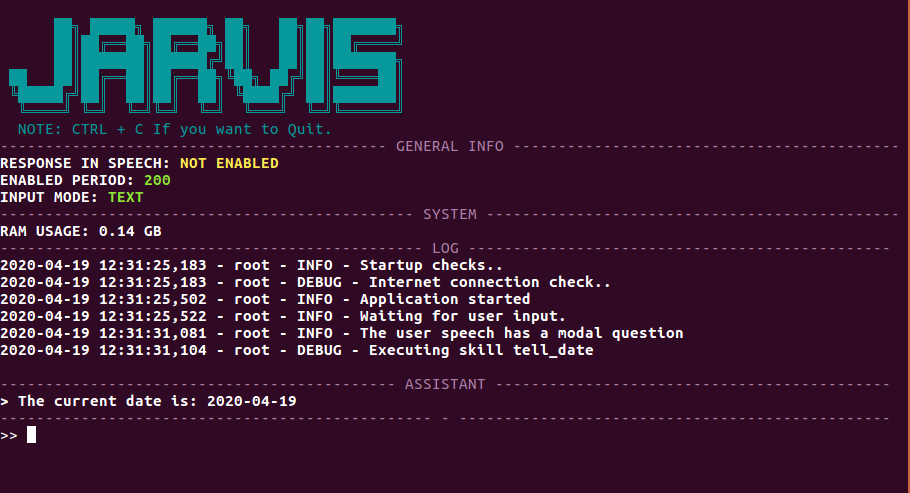 JARVIS
NOTE: CTRL + C If you want to Quit.
------------------------------------------- GENERAL INFO -------------------------------------------
RESPONSE IN SPEECH: NOT ENABLED
ENABLED PERIOD: 200
INPUT MODE: TEXT
---------------------------------------------- SYSTEM ----------------------------------------------
RAM USAGE: 0.14 GB
----------------------------------------------- LOG -----------------------------------------------
2020-04-19 12:31:25,183 - root - INFO - Startup checks..
2020-04-19 12:31:25,183 - root - DEBUG - Internet connection check..
2020-04-19 12:31:25,502 - root - INFO - Application started
2020-04-19 12:31:25,522 - root - INFO - Waiting for user input.
2020-04-19 12:31:31,081 - root - INFO - The user speech has a modal question
2020-04-19 12:31:31,104 - root - DEBUG - Executing skill tell_date
-------------------------------------------- ASSISTANT --------------------------------------------
> The current date is: 2020-04-19
------------------------------------------------ - ------------------------------------------------
>>